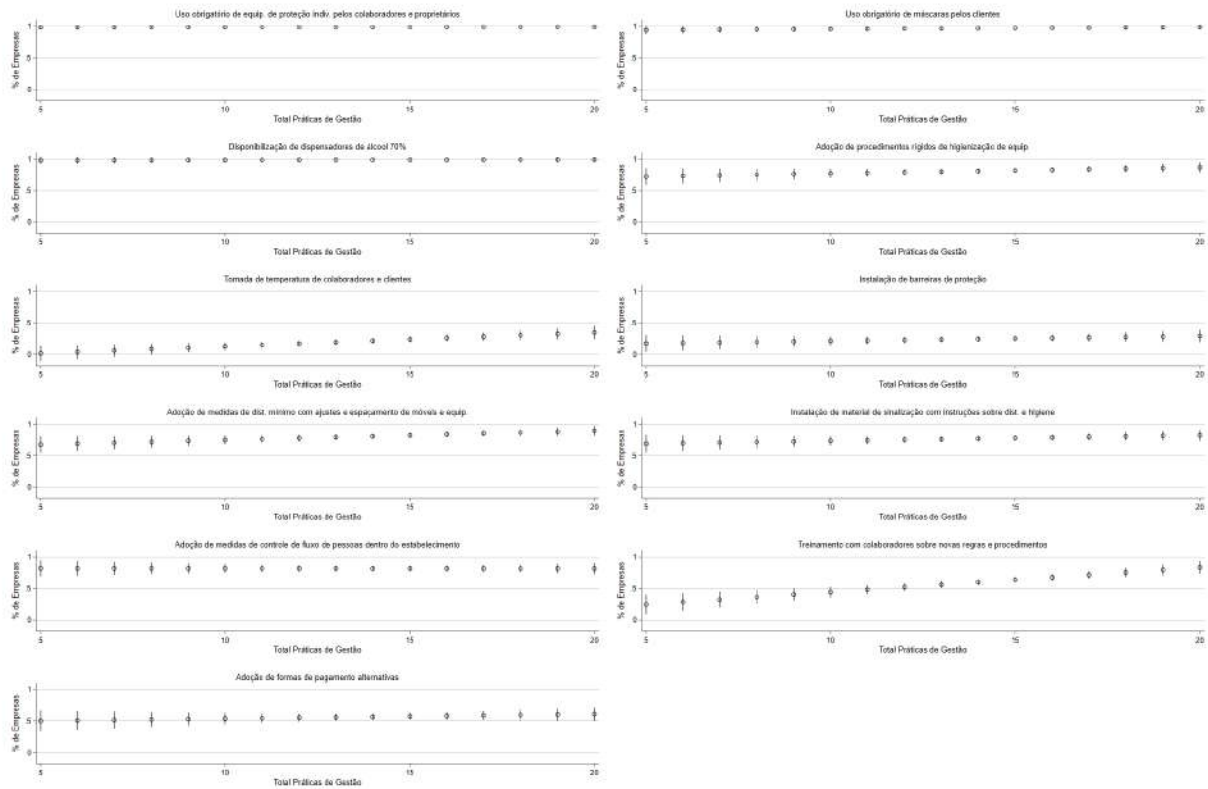 Uso obrigatório de equip. de proteção indiv. pelos colaboradores e proprietários
% de Empresas
1
.5
0
5
10
15
20
Total Práticas de Gestão
Uso obrigatório de máscaras pelos clientes
% de Empresas
1
.5
0
5
10
15
20
Total Práticas de Gestão
Disponibilização de dispensadores de álcool 70%
% de Empresas
1
.5
0
5
10
15
20
Total Práticas de Gestão
Adoção de procedimentos rígidos de higienização de equip
% de Empresas
1
.5
0
5
10
15
20
Total Práticas de Gestão
Tomada de temperatura de colaboradores e clientes
% de Empresas
1
.5
0
5
10
15
20
Total Práticas de Gestão
Instalação de barreiras de proteção
% de Empresas
1
.5
0
5
10
15
20
Total Práticas de Gestão
Adoção de medidas de dist. mínimo com ajustes e espaçamento de móveis e equip.
% de Empresas
1
.5
0
5
10
15
20
Total Práticas de Gestão
Instalação de material de sinalização com instruções sobre dist. e higiene
% de Empresas
1
.5
0
5
10
15
20
Total Práticas de Gestão
Adoção de medidas de controle de fluxo de pessoas dentro do estabelecimento
% de Empresas
1
.5
0
5
10
15
20
Total Práticas de Gestão
Treinamento com colaboradores sobre novas regras e procedimentos
% de Empresas
1
.5
0
5
10
15
20
Total Práticas de Gestão
Adoção de formas de pagamento alternativas
% de Empresas
1
.5
0
5
10
15
20
Total Práticas de Gestão